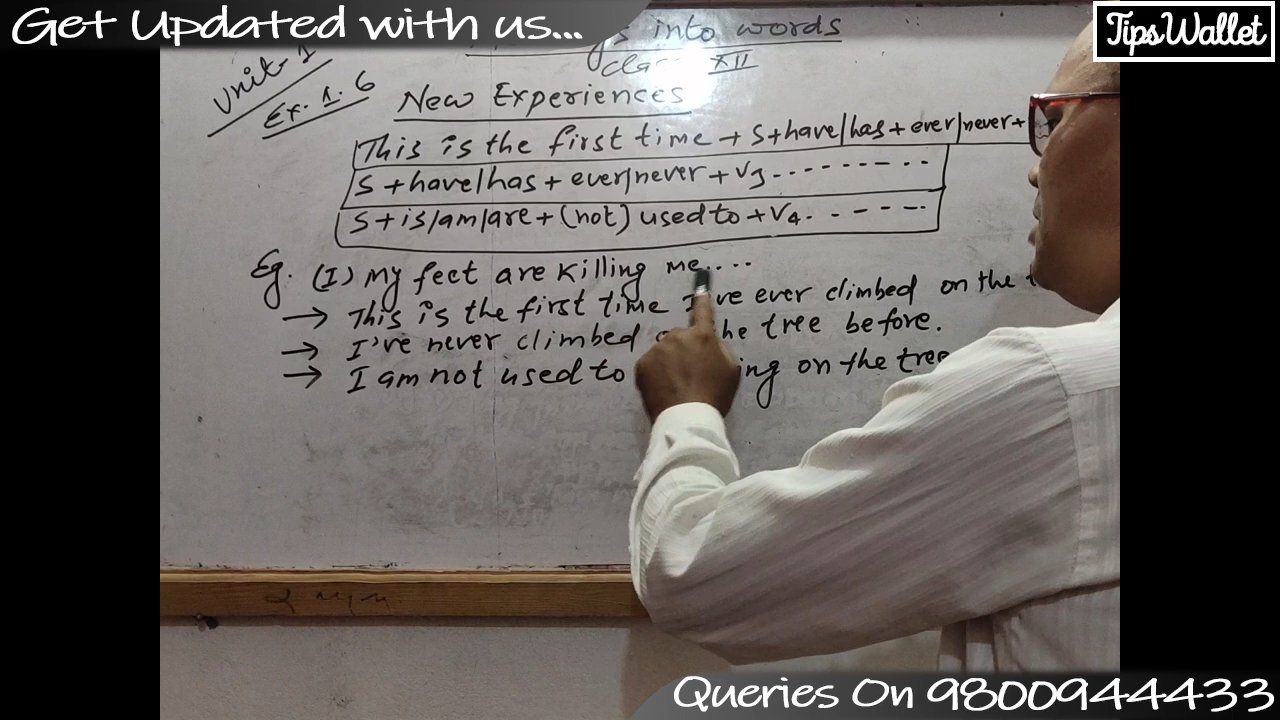 Get Updated with us...
TipsWallet
into words
class XII
Unit-1
Ex. 1.6
New Experiences
This is the first time + S+have/has + ever/never+
S + have/has + ever/never + V3.........
S + is/am/are + (not) used to + V4......
Eg. (I) My feet are killing me....
→ This is the first time I've ever climbed on the
→ I've never climbed the tree before.
→ I am not used to on the tree
Queries On 9800944433